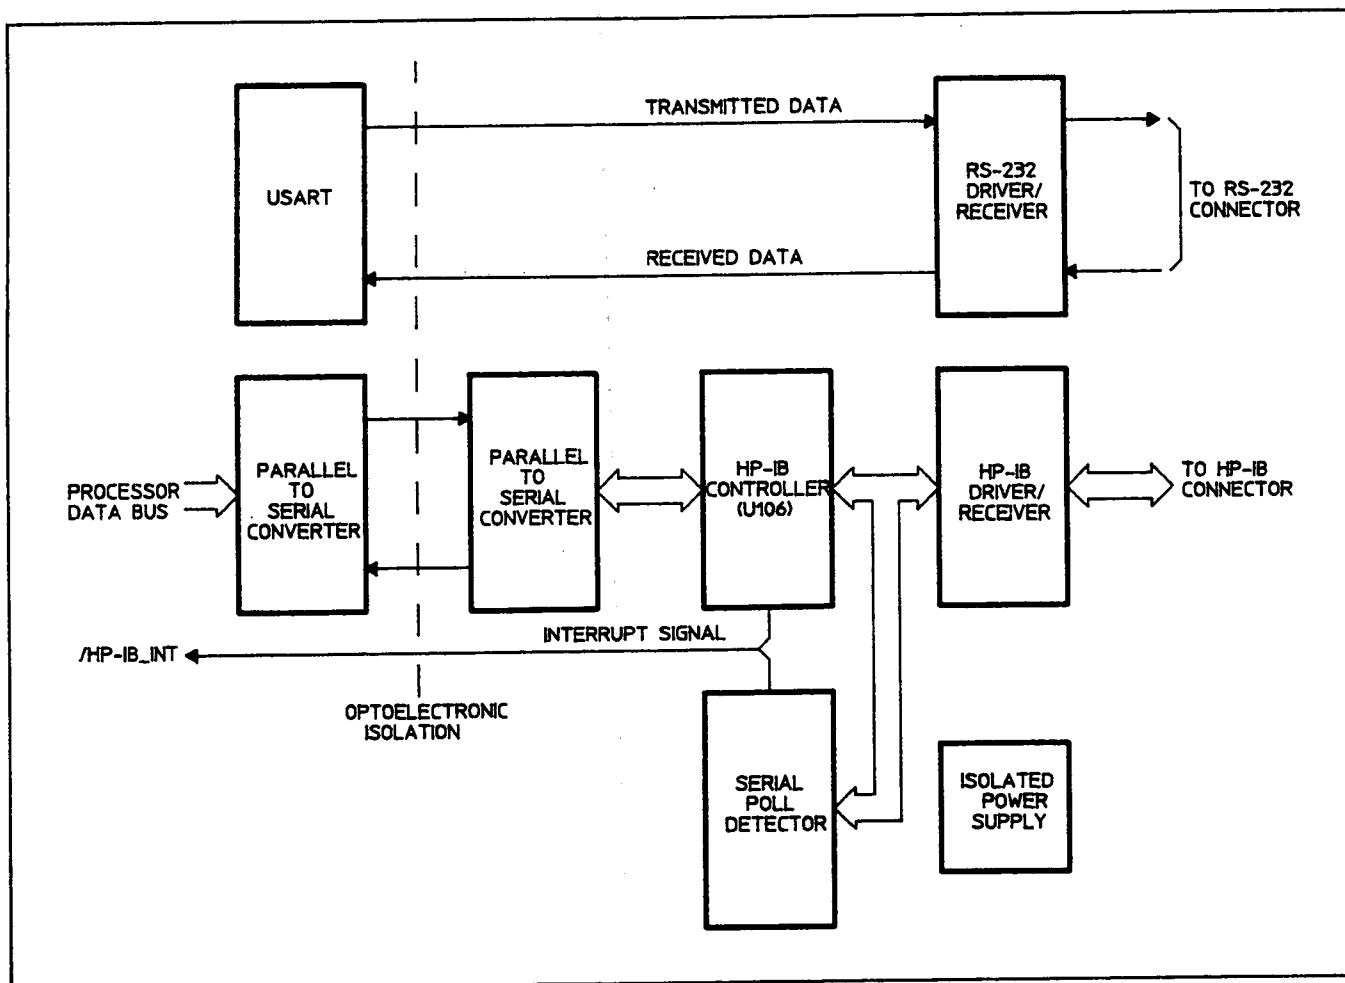 TRANSMITTED DATA
USART
RS-232
DRIVER/
RECEIVER
TO RS-232
CONNECTOR
RECEIVED DATA
PROCESSOR
DATA BUS
PARALLEL
TO
SERIAL
CONVERTER
PARALLEL
TO
SERIAL
CONVERTER
HP-IB
CONTROLLER
(U106)
HP-IB
DRIVER/
RECEIVER
TO HP-IB
CONNECTOR
INTERRUPT SIGNAL
/HP-IB_INT
OPTOELECTRONIC
ISOLATION
SERIAL
POLL
DETECTOR
ISOLATED
POWER
SUPPLY